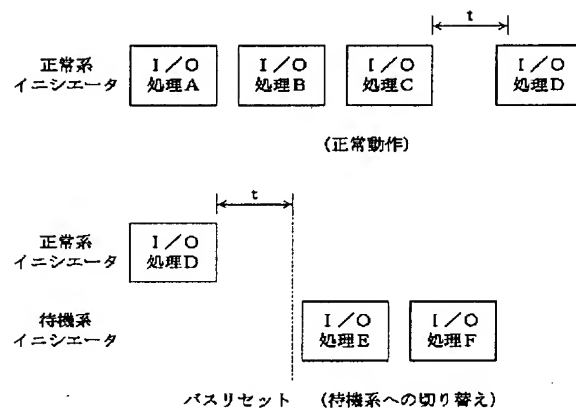 t
正常系
イニシエータ
I/O
処理A
I/O
処理B
I/O
処理C
I/O
処理D
(正常動作)
t
正常系
イニシエータ
I/O
処理D
待機系
イニシエータ
I/O
処理E
I/O
処理F
バスリセット (待機系への切り替え)